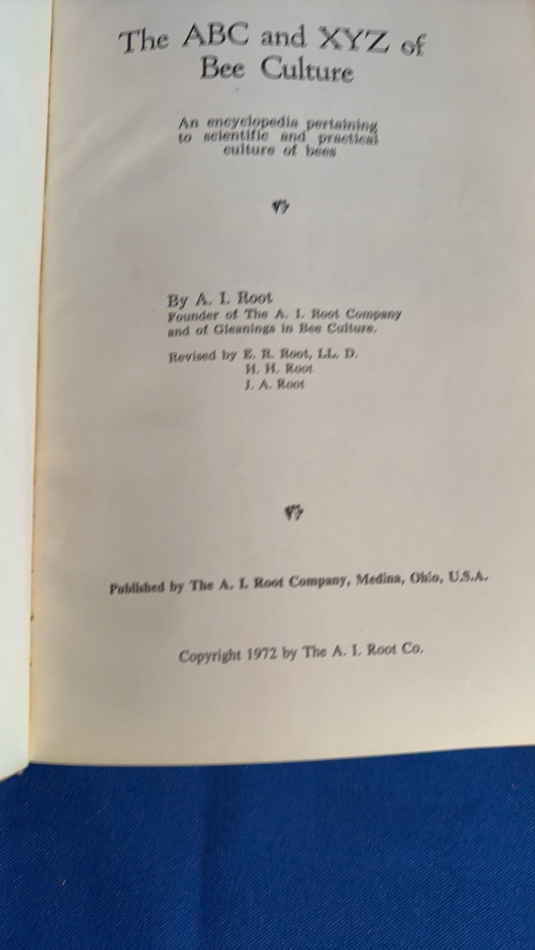 The ABC and XYZ of
Bee Culture
An encyclopedia pertaining
to scientific and practical
culture of bees
By A. I. Root
Founder of The A. I. Root Company
and of Gleanings in Bee Culture.
Revised by E. R. Root, LL. D.
H. H. Root
J. A. Root
Published by The A. I. Root Company, Medina, Ohio, U.S.A.
Copyright 1972 by The A. I. Root Co.